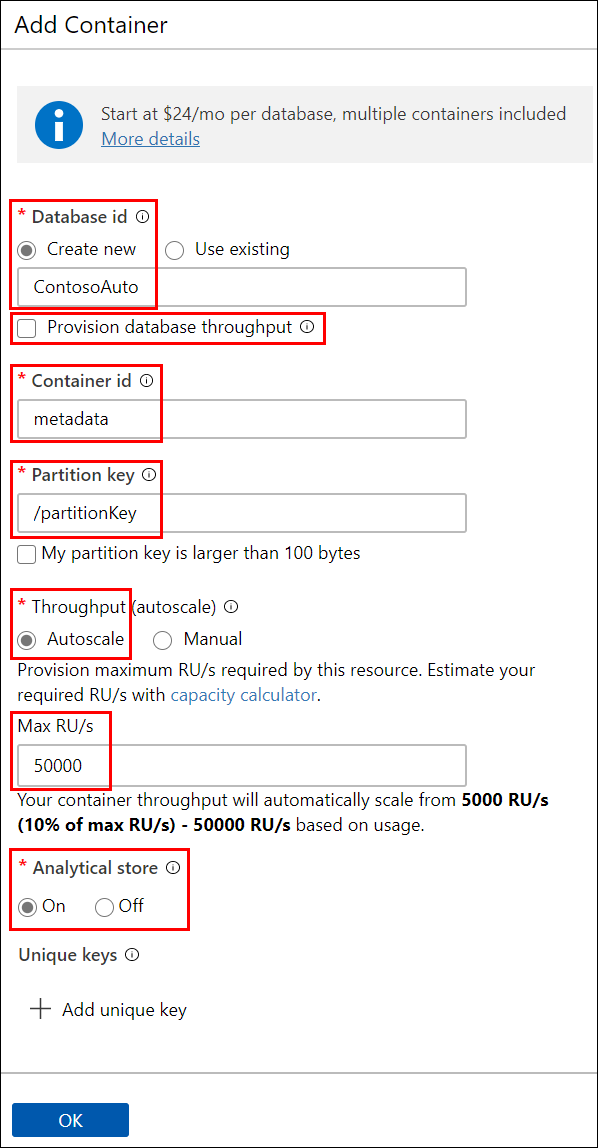 Add Container
Start at $24/mo per database, multiple containers included
More details
* Database id
Create new Use existing
ContosoAuto
Provision database throughput
* Container id
metadata
* Partition key
/partitionKey
My partition key is larger than 100 bytes
* Throughput (autoscale)
Autoscale Manual
Provision maximum RU/s required by this resource. Estimate your
required RU/s with capacity calculator.
Max RU/s
50000
Your container throughput will automatically scale from 5000 RU/s
(10% of max RU/s) - 50000 RU/s based on usage.
* Analytical store
On Off
Unique keys
Add unique key
OK